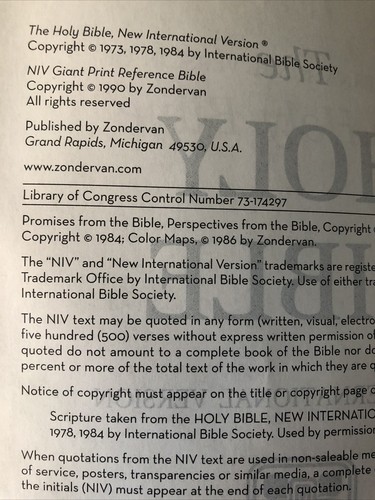 The Holy Bible, New International Version ®
Copyright © 1973, 1978, 1984 by International Bible Society
NIV Giant Print Reference Bible
Copyright © 1990 by Zondervan
All rights reserved
Published by Zondervan
Grand Rapids, Michigan 49530, U.S.A.
www.zondervan.com
Library of Congress Control Number 73-174297
Promises from the Bible, Perspectives from the Bible, Copyright
Copyright © 1984; Color Maps, © 1986 by Zondervan.
The “NIV” and “New International Version” trademarks are registe
Trademark Office by International Bible Society. Use of either tra
International Bible Society.
The NIV text may be quoted in any form (written, visual, electro
five hundred (500) verses without express written permission of
quoted do not amount to a complete book of the Bible nor do
percent or more of the total text of the work in which they are q
Notice of copyright must appear on the title or copyright page o
Scripture taken from the HOLY BIBLE, NEW INTERNATIO
1978, 1984 by International Bible Society. Used by permission
When quotations from the NIV text are used in non-saleable me
of service, posters, transparencies or similar media, a complete
the initials (NIV) must appear at the end of each quotation.
The
HOLY
BIBLE
INTERNATIONAL VERSION